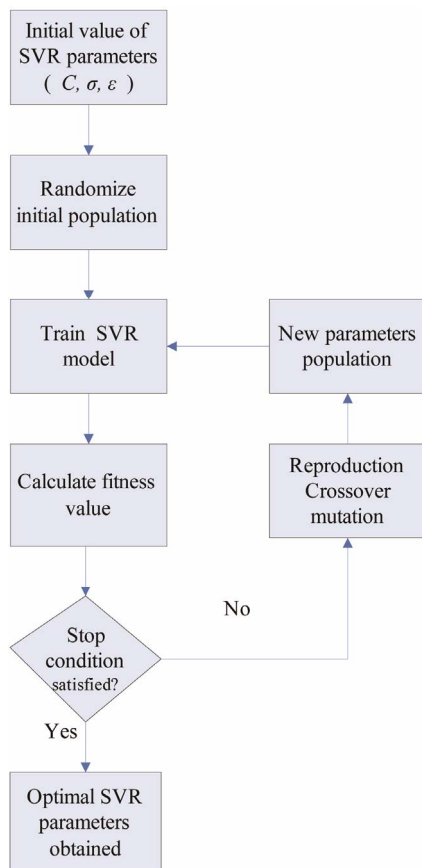 Initial value of
SVR parameters
( C, σ, ε )
Randomize
initial population
Train SVR
model
New parameters
population
Calculate fitness
value
Reproduction
Crossover
mutation
No
Stop
condition
satisfied?
Yes
Optimal SVR
parameters
obtained